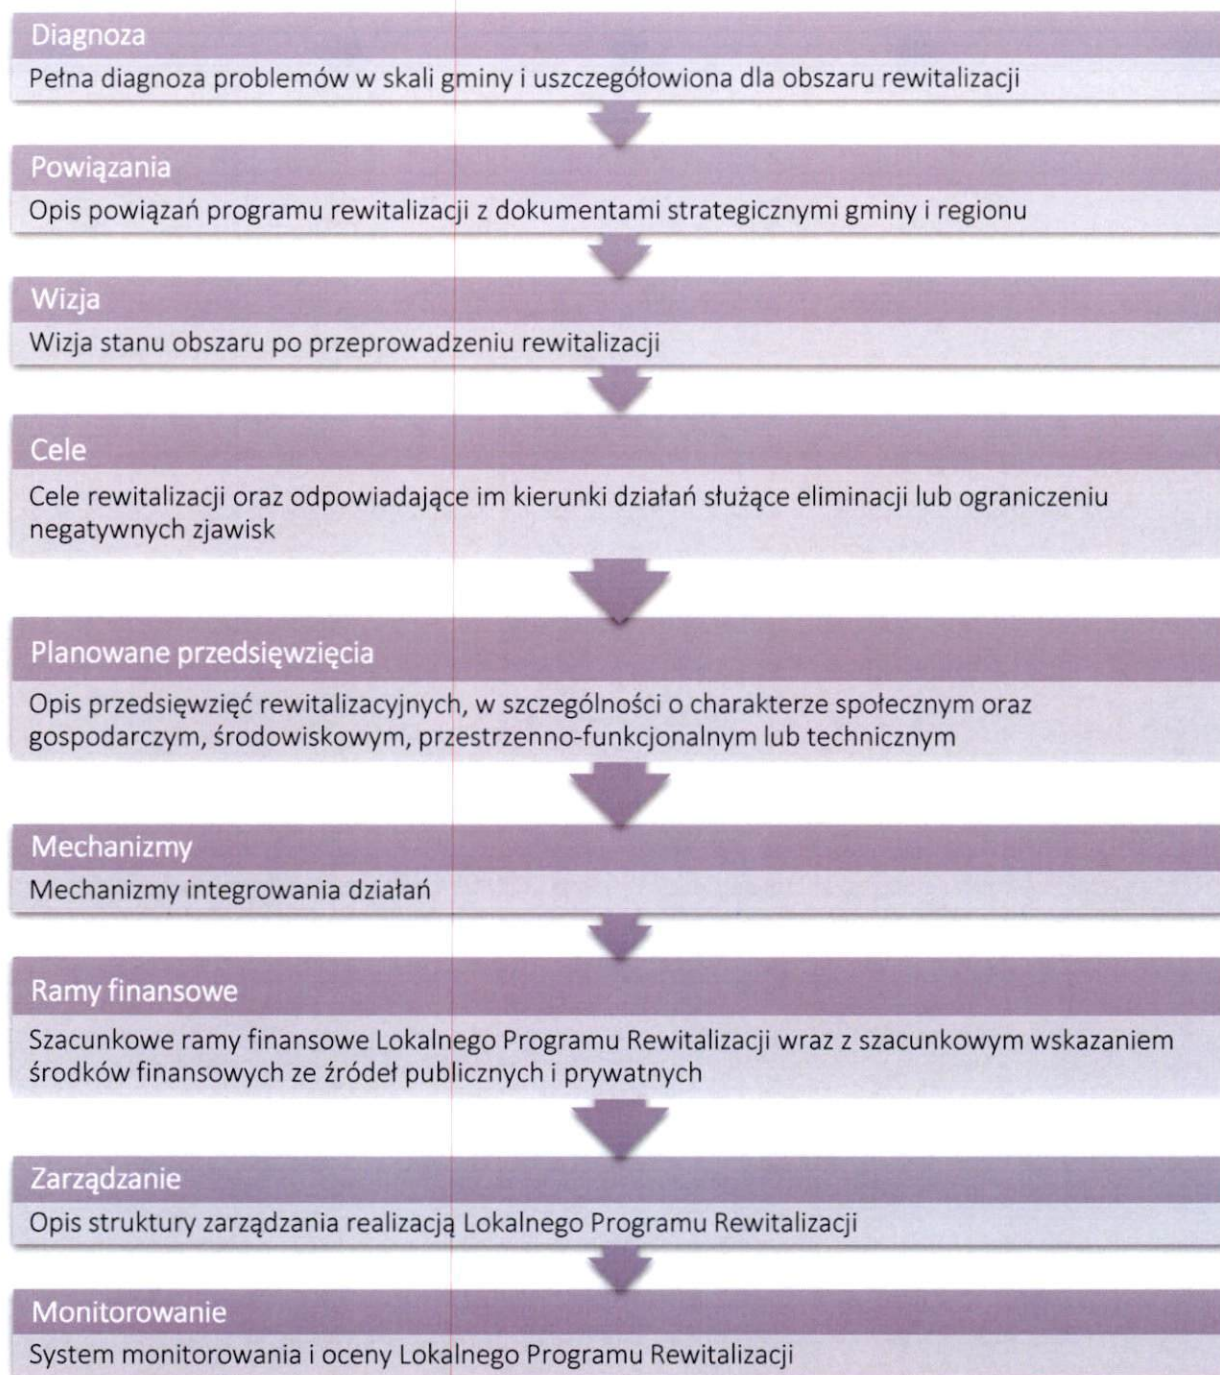 Diagnoza
Pełna diagnoza problemów w skali gminy i uszczegółowiona dla obszaru rewitalizacji
Powiązania
Opis powiązań programu rewitalizacji z dokumentami strategicznymi gminy i regionu
Wizja
Wizja stanu obszaru po przeprowadzeniu rewitalizacji
Cele
Cele rewitalizacji oraz odpowiadające im kierunki działań służące eliminacji lub ograniczeniu
negatywnych zjawisk
Planowane przedsięwzięcia
Opis przedsięwzięć rewitalizacyjnych, w szczególności o charakterze społecznym oraz
gospodarczym, środowiskowym, przestrzenno-funkcjonalnym lub technicznym
Mechanizmy
Mechanizmy integrowania działań
Ramy finansowe
Szacunkowe ramy finansowe Lokalnego Programu Rewitalizacji wraz z szacunkowym wskazaniem
środków finansowych ze źródeł publicznych i prywatnych
Zarządzanie
Opis struktury zarządzania realizacją Lokalnego Programu Rewitalizacji
Monitorowanie
System monitorowania i oceny Lokalnego Programu Rewitalizacji